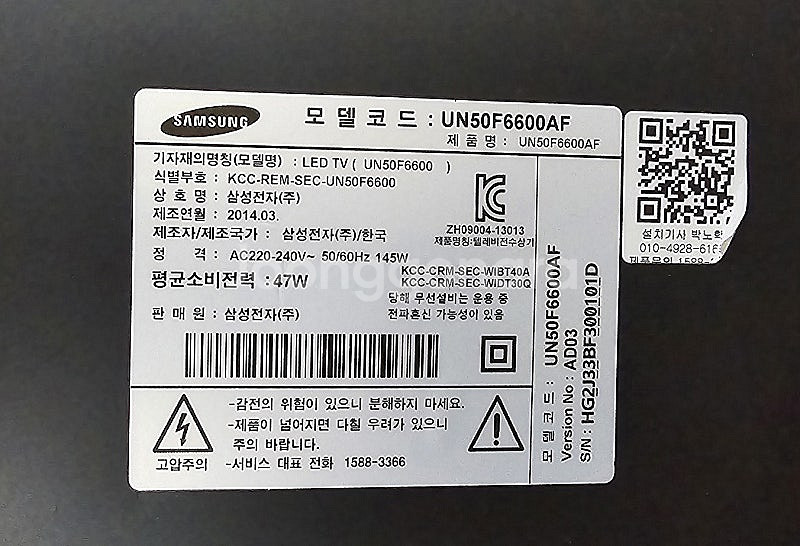 SAMSUNG
모델코드 : UN50F6600AF
제 품 명 : UN50F6600AF
기자재의명칭(모델명) : LED TV ( UN50F6600 )
식별부호 : KCC-REM-SEC-UN50F6600
상 호 명 : 삼성전자(주)
제조연월 : 2014.03.
제조자/제조국가 : 삼성전자(주)/한국
정 격 : AC220-240V~ 50/60Hz 145W
평균소비전력 : 47W
판 매 원 : 삼성전자(주)
ZH09004-13013
제품명칭:텔레비전수상기
KCC-CRM-SEC-WIBT40A
KCC-CRM-SEC-WIDT30Q
당해 무선설비는 운용 중
전파혼신 가능성이 있음
고압주의
-감전의 위험이 있으니 분해하지 마세요.
-제품이 넘어지면 다칠 우려가 있으니
주의 바랍니다.
-서비스 대표 전화 1588-3366
모델코드 : UN50F6600AF
Version No : AD03
S/N : HG2J33BF300101D
설치기사 박노
010-4928-616
제품문의 1588-